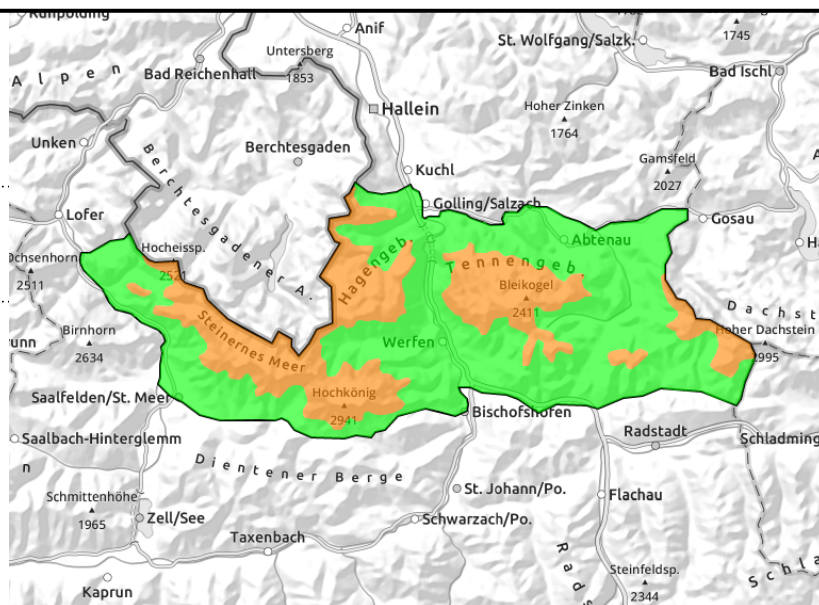 Anif
Untersberg
1853
St. Wolfgang/Salzk.
1745
Bad Reichenhall
Bad Ischl
Alpen
Hallein
Hoher Zinken
1764
Unken
Berchtesgaden
Gamsfeld
2027
Kuchl
Berchtesgadener A.
Lofer
Golling/Salzach
Gosau
Abtenau
Hocheissp.
2521
Hagengeb.
Tennengeb.
2511
Bleikogel
2411
Dachst
Birnhorn
2634
Steinernes Meer
Werfen
Hoher Dachstein
2995
Hochkönig
2941
Saalfelden/St. Meer
Bischofshofen
Saalbach-Hinterglemm
Radstadt
Schladming
n
Dientener Berge
Schmittenhöhe
1965
St. Johann/Po.
Flachau
Zell/See
Schwarzach/Po.
Taxenbach
Rads
Steinfeldsp.
2344
Schla
Kaprun